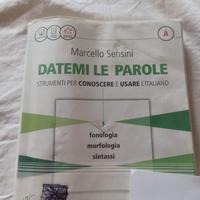 A
Marcello Sensini
DATEMI LE PAROLE
STRUMENTI PER CONOSCERE E USARE L'ITALIANO
fonologia
morfologia
sintassi